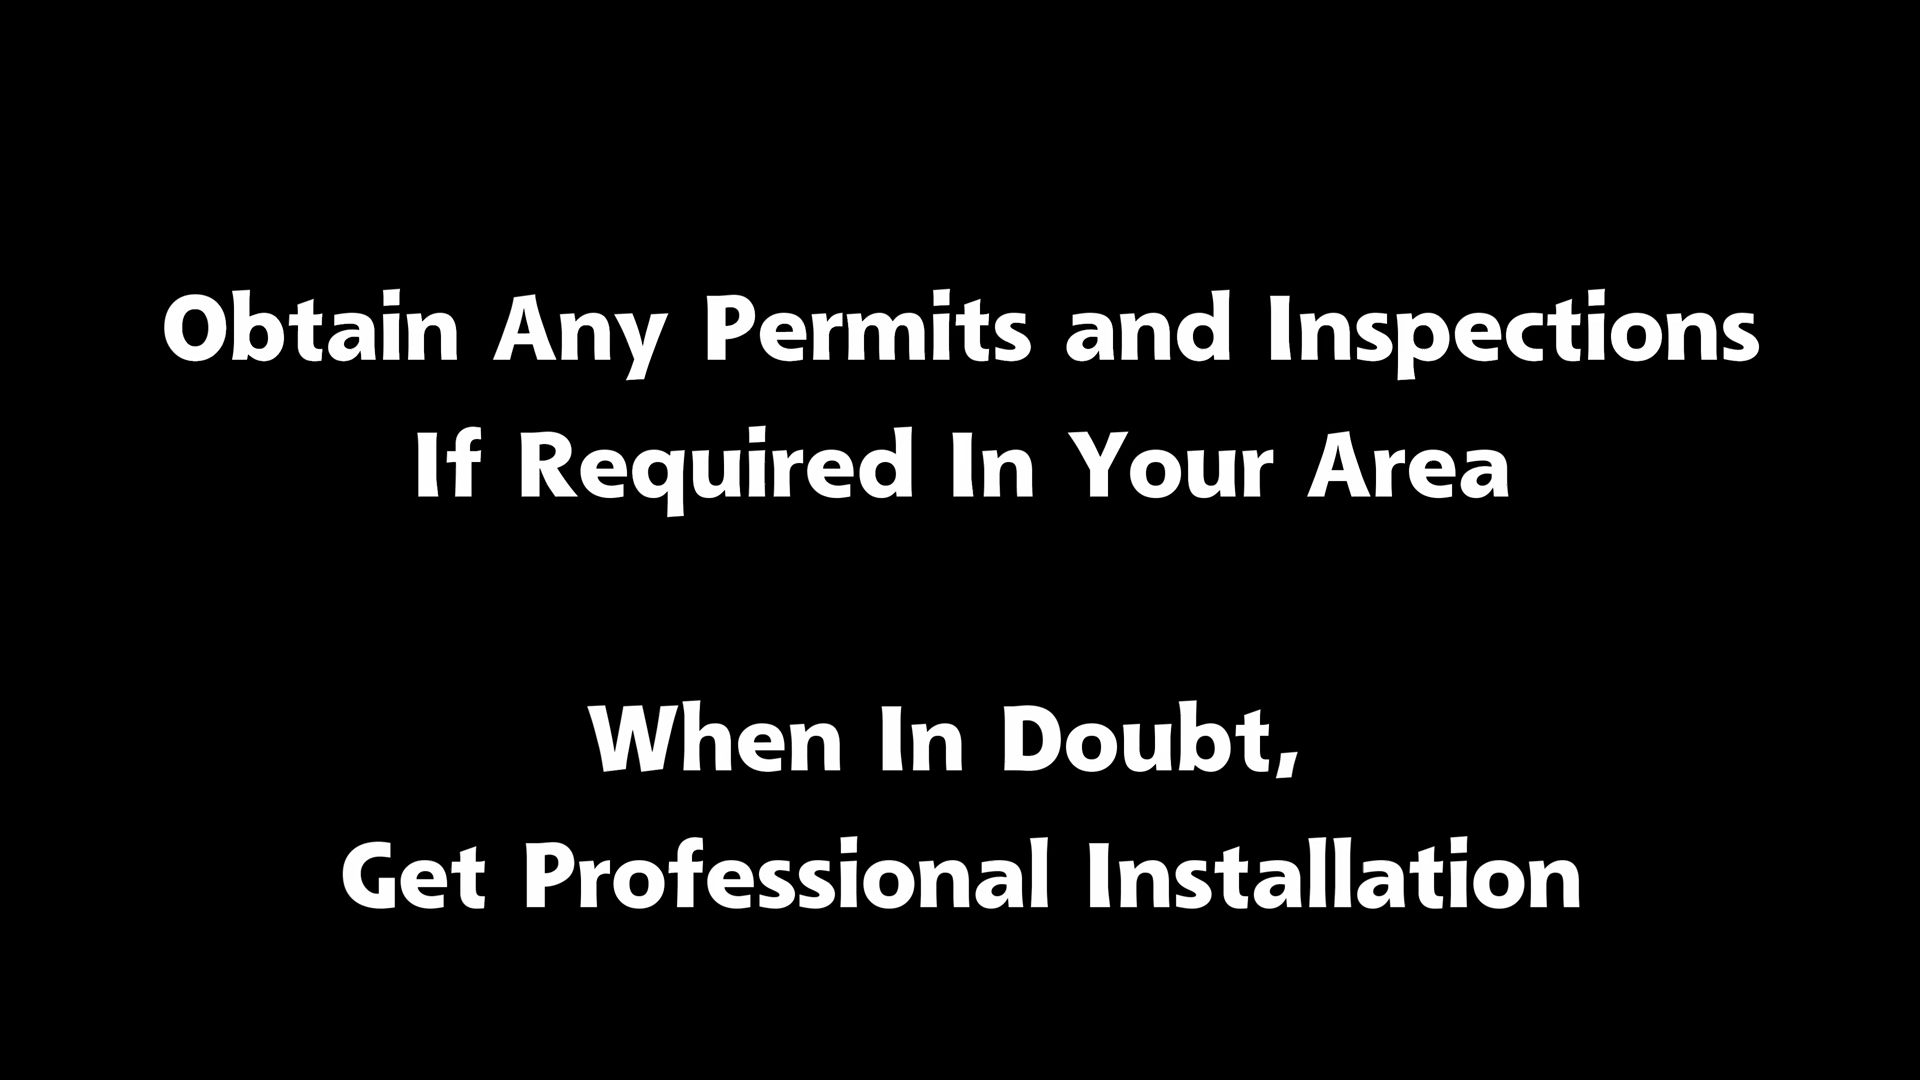 Obtain Any Permits and Inspections
If Required In Your Area
When In Doubt,
Get Professional Installation